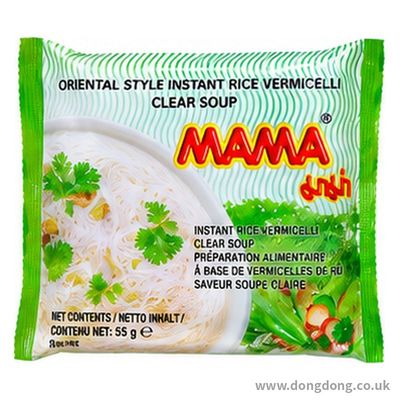 ORIENTAL STYLE INSTANT RICE VERMICELLI
CLEAR SOUP
MAMA®
มาม่า
INSTANT RICE VERMICELLI
CLEAR SOUP
PRÉPARATION ALIMENTAIRE
À BASE DE VERMICELLES DE RÜ
SAVEUR SOUPE CLAIRE
NET CONTENTS / NETTO INHALT/
CONTENU NET: 55 g ℮
www.dongdong.co.uk